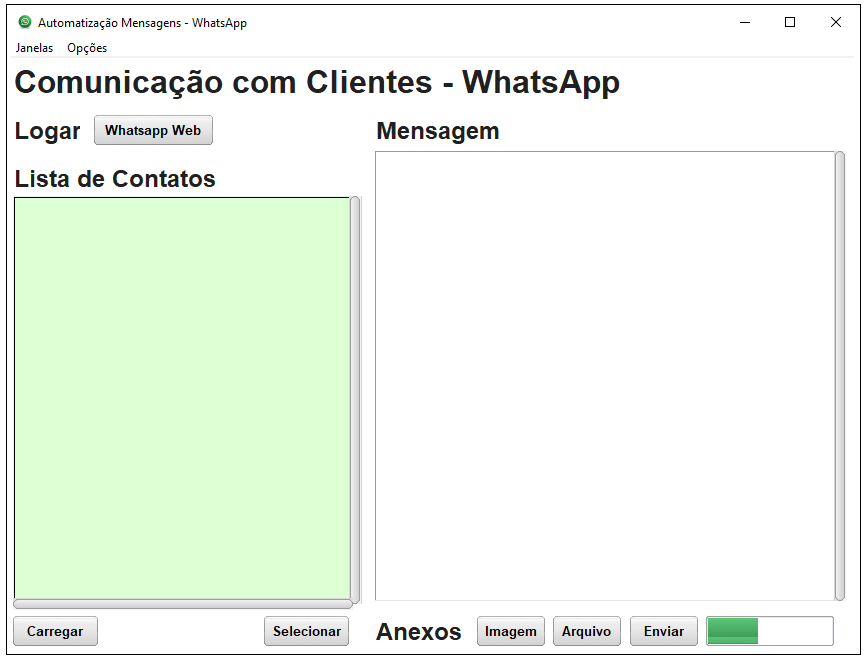 Automatização Mensagens - WhatsApp
Janelas Opções
Comunicação com Clientes - WhatsApp
Logar Whatsapp Web
Lista de Contatos
Mensagem
Carregar Selecionar
Anexos Imagem Arquivo Enviar